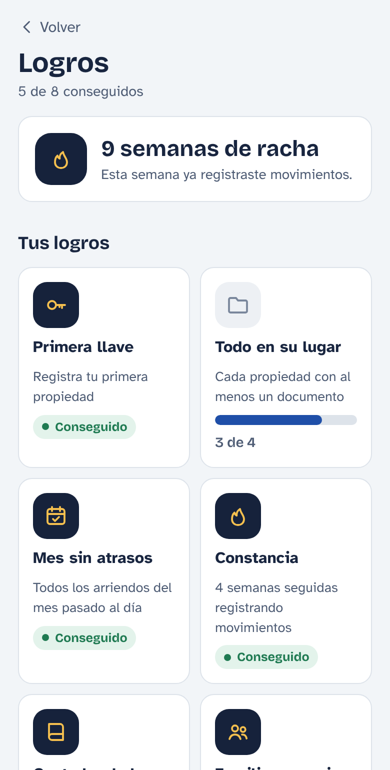 Volver
Logros
5 de 8 conseguidos
9 semanas de racha
Esta semana ya registraste movimientos.
Tus logros
Primera llave
Registra tu primera
propiedad
Conseguido
Todo en su lugar
Cada propiedad con al
menos un documento
3 de 4
Mes sin atrasos
Todos los arriendos del
mes pasado al día
Conseguido
Constancia
4 semanas seguidas
registrando
movimientos
Conseguido